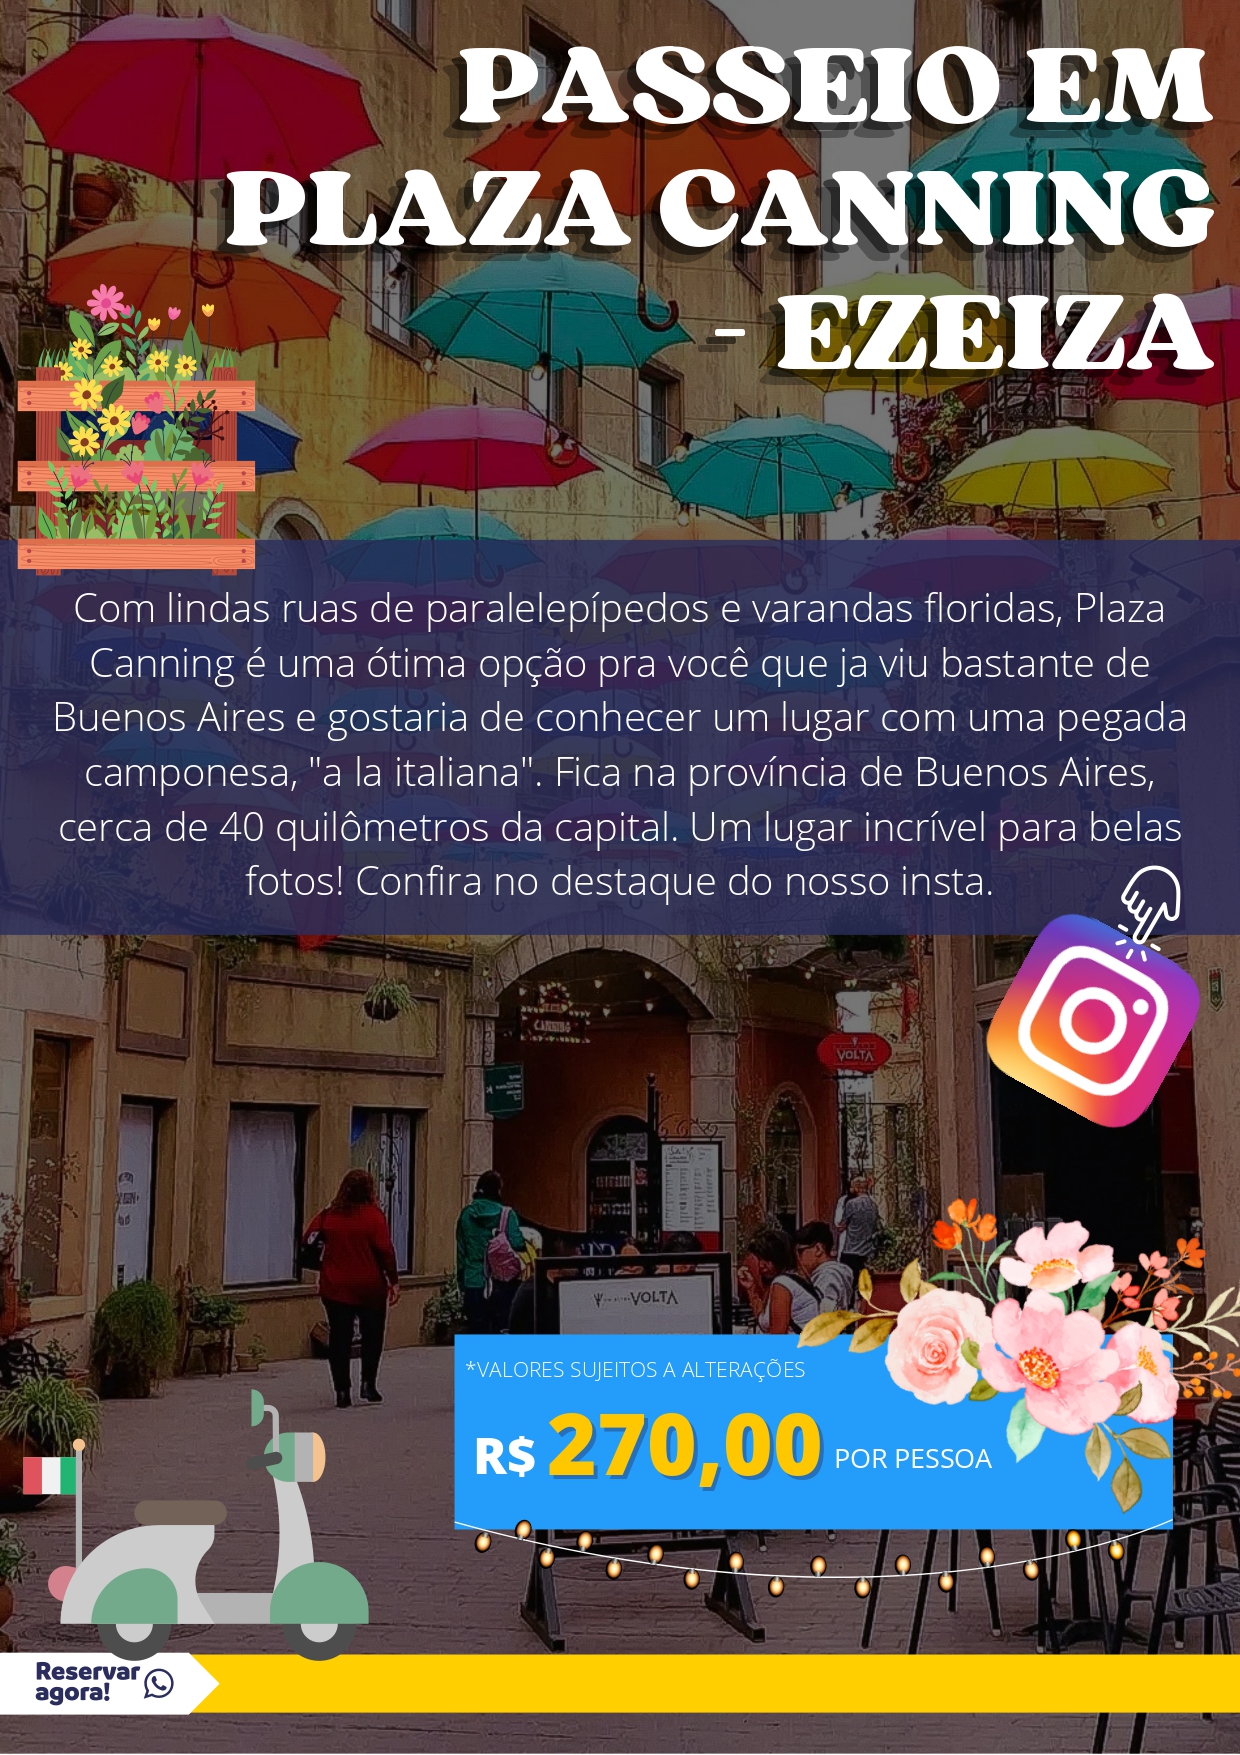 PASSEIO EM
PLAZA CANNING
- EZEIZA
Com lindas ruas de paralelepípedos e varandas floridas, Plaza
Canning é uma ótima opção pra você que ja viu bastante de
Buenos Aires e gostaria de conhecer um lugar com uma pegada
camponesa, "a la italiana". Fica na província de Buenos Aires,
cerca de 40 quilômetros da capital. Um lugar incrível para belas
fotos! Confira no destaque do nosso insta.
CANNING
VOLTA
VOLTA
*VALORES SUJEITOS A ALTERAÇÕES
R$ 270,00 POR PESSOA
Reservar
agora!